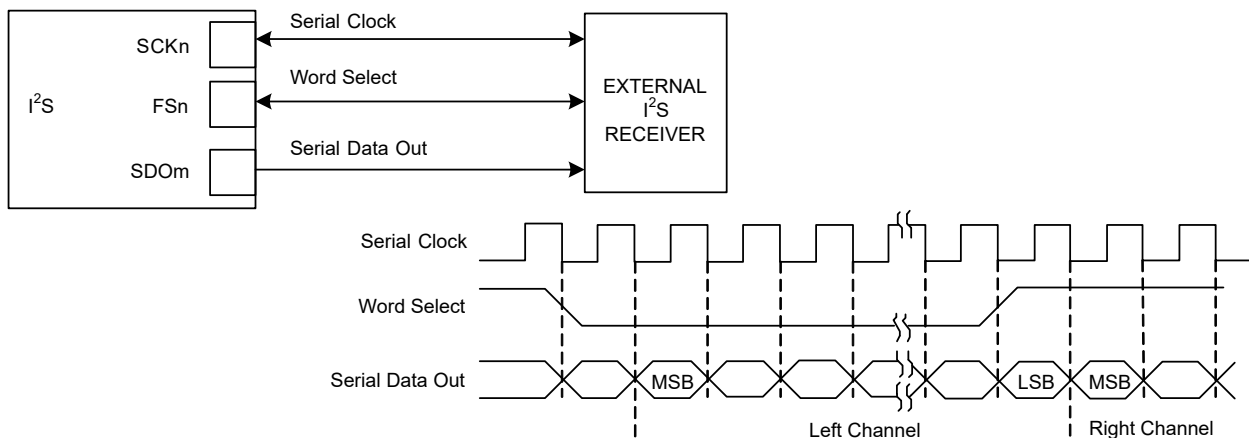 Serial Clock
SCKn
Word Select
I²S
FSn
EXTERNAL
I²S
RECEIVER
Serial Data Out
SDOm
Serial Clock
Word Select
Serial Data Out
MSB
LSB
MSB
Left Channel
Right Channel